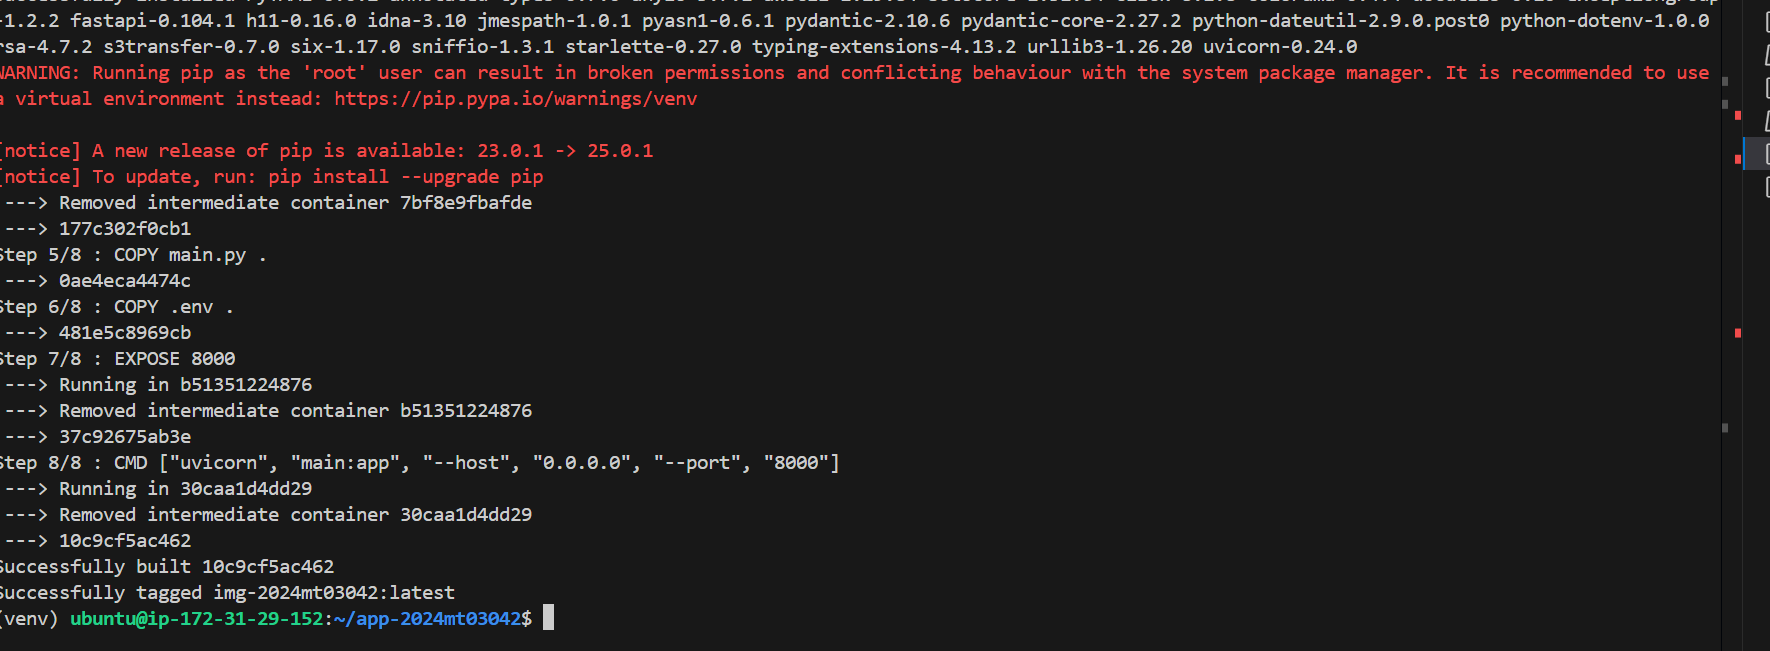 -1.2.2 fastapi-0.104.1 h11-0.16.0 idna-3.10 jmespath-1.0.1 pyasn1-0.6.1 pydantic-2.10.6 pydantic-core-2.27.2 python-dateutil-2.9.0.post0 python-dotenv-1.0.0
rsa-4.7.2 s3transfer-0.7.0 six-1.17.0 sniffio-1.3.1 starlette-0.27.0 typing-extensions-4.13.2 urllib3-1.26.20 uvicorn-0.24.0
WARNING: Running pip as the 'root' user can result in broken permissions and conflicting behaviour with the system package manager. It is recommended to use
a virtual environment instead: https://pip.pypa.io/warnings/venv
[notice] A new release of pip is available: 23.0.1 -> 25.0.1
[notice] To update, run: pip install --upgrade pip
---> Removed intermediate container 7bf8e9fbafde
---> 177c302f0cb1
Step 5/8 : COPY main.py .
---> 0ae4eca4474c
Step 6/8 : COPY .env .
---> 481e5c8969cb
Step 7/8 : EXPOSE 8000
---> Running in b51351224876
---> Removed intermediate container b51351224876
---> 37c92675ab3e
Step 8/8 : CMD ["uvicorn", "main:app", "--host", "0.0.0.0", "--port", "8000"]
---> Running in 30caa1d4dd29
---> Removed intermediate container 30caa1d4dd29
---> 10c9cf5ac462
Successfully built 10c9cf5ac462
Successfully tagged img-2024mt03042:latest
(venv) ubuntu@ip-172-31-29-152:~/app-2024mt03042$